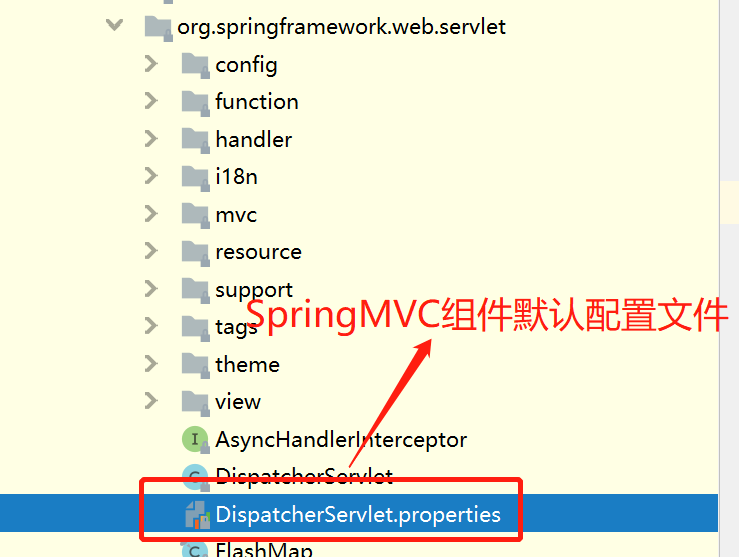 org.springframework.web.servlet
config
function
handler
i18n
mvc
resource
support
SpringMVC组件默认配置文件
tags
theme
view
I AsyncHandlerInterceptor
C DispatcherServlet
DispatcherServlet.properties
C FlashMap